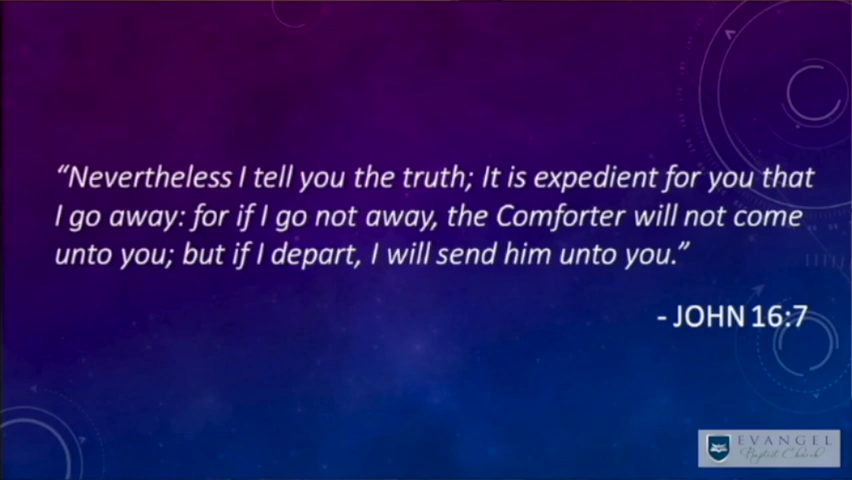 “Nevertheless I tell you the truth; It is expedient for you that
I go away: for if I go not away, the Comforter will not come
unto you; but if I depart, I will send him unto you.”
- JOHN 16:7
EVANGEL
Baptist Church